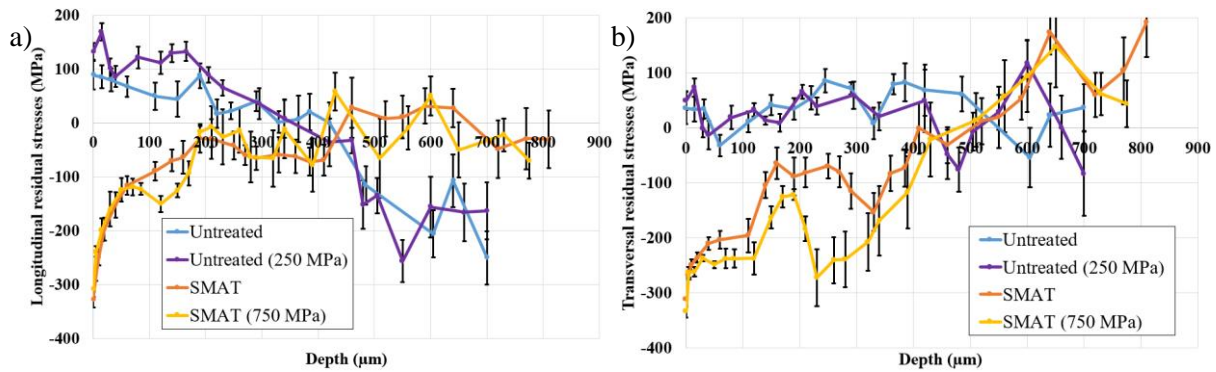 a)
Longitudinal residual stresses (MPa)
200
100
0
-100
-200
-300
-400
0 100 200 300 400 500 600 700 800 900
Untreated
Untreated (250 MPa)
SMAT
SMAT (750 MPa)
Depth (µm)
b)
Transversal residual stresses (MPa)
200
100
0
-100
-200
-300
-400
0 100 200 300 400 500 600 700 800 900
Untreated
Untreated (250 MPa)
SMAT
SMAT (750 MPa)
Depth (µm)